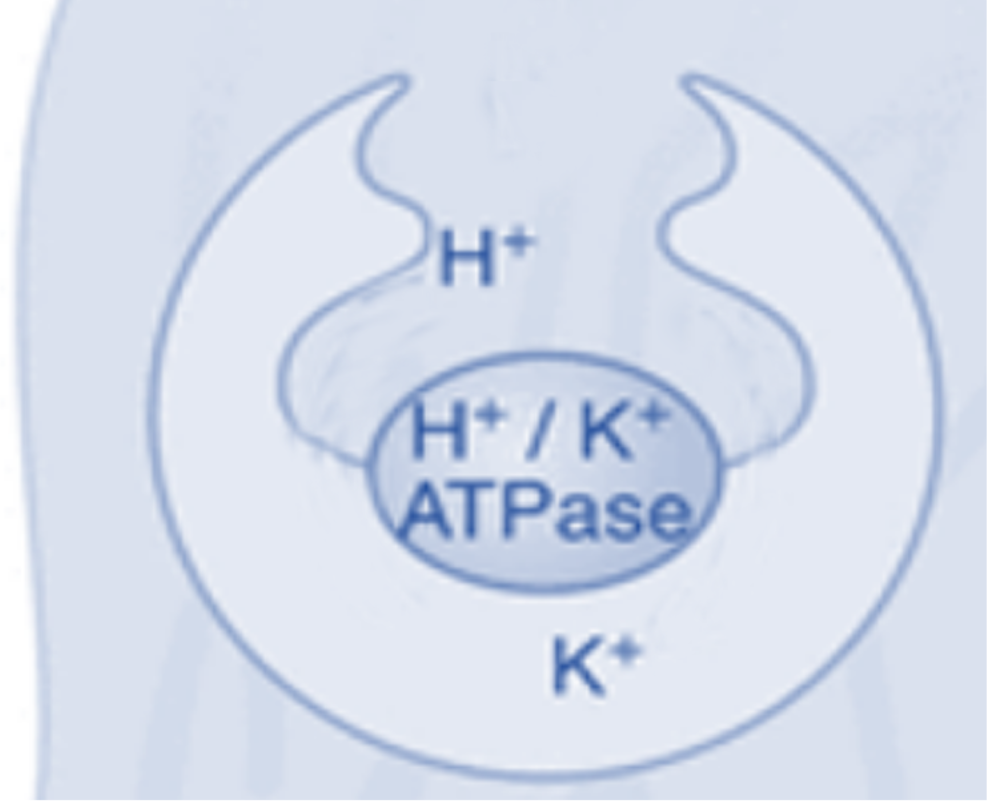 H⁺
H⁺ / K⁺
ATPase
K⁺